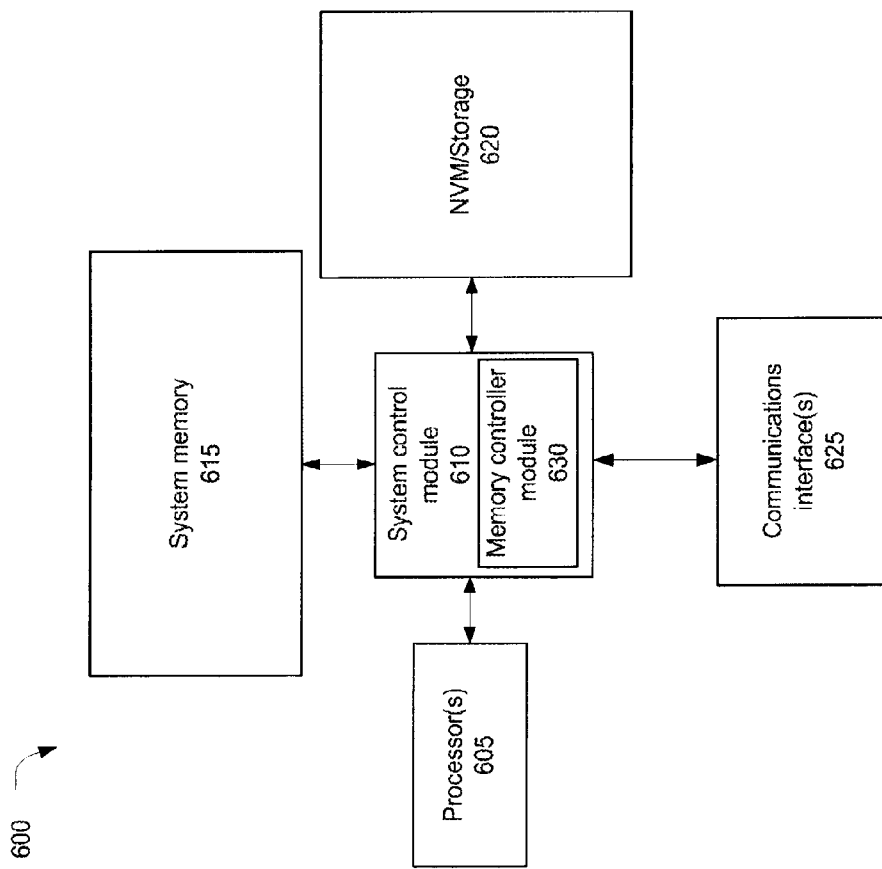 600
System memory
615
Processor(s)
605
System control
module
610
Memory controller
module
630
NVM/Storage
620
Communications
interface(s)
625